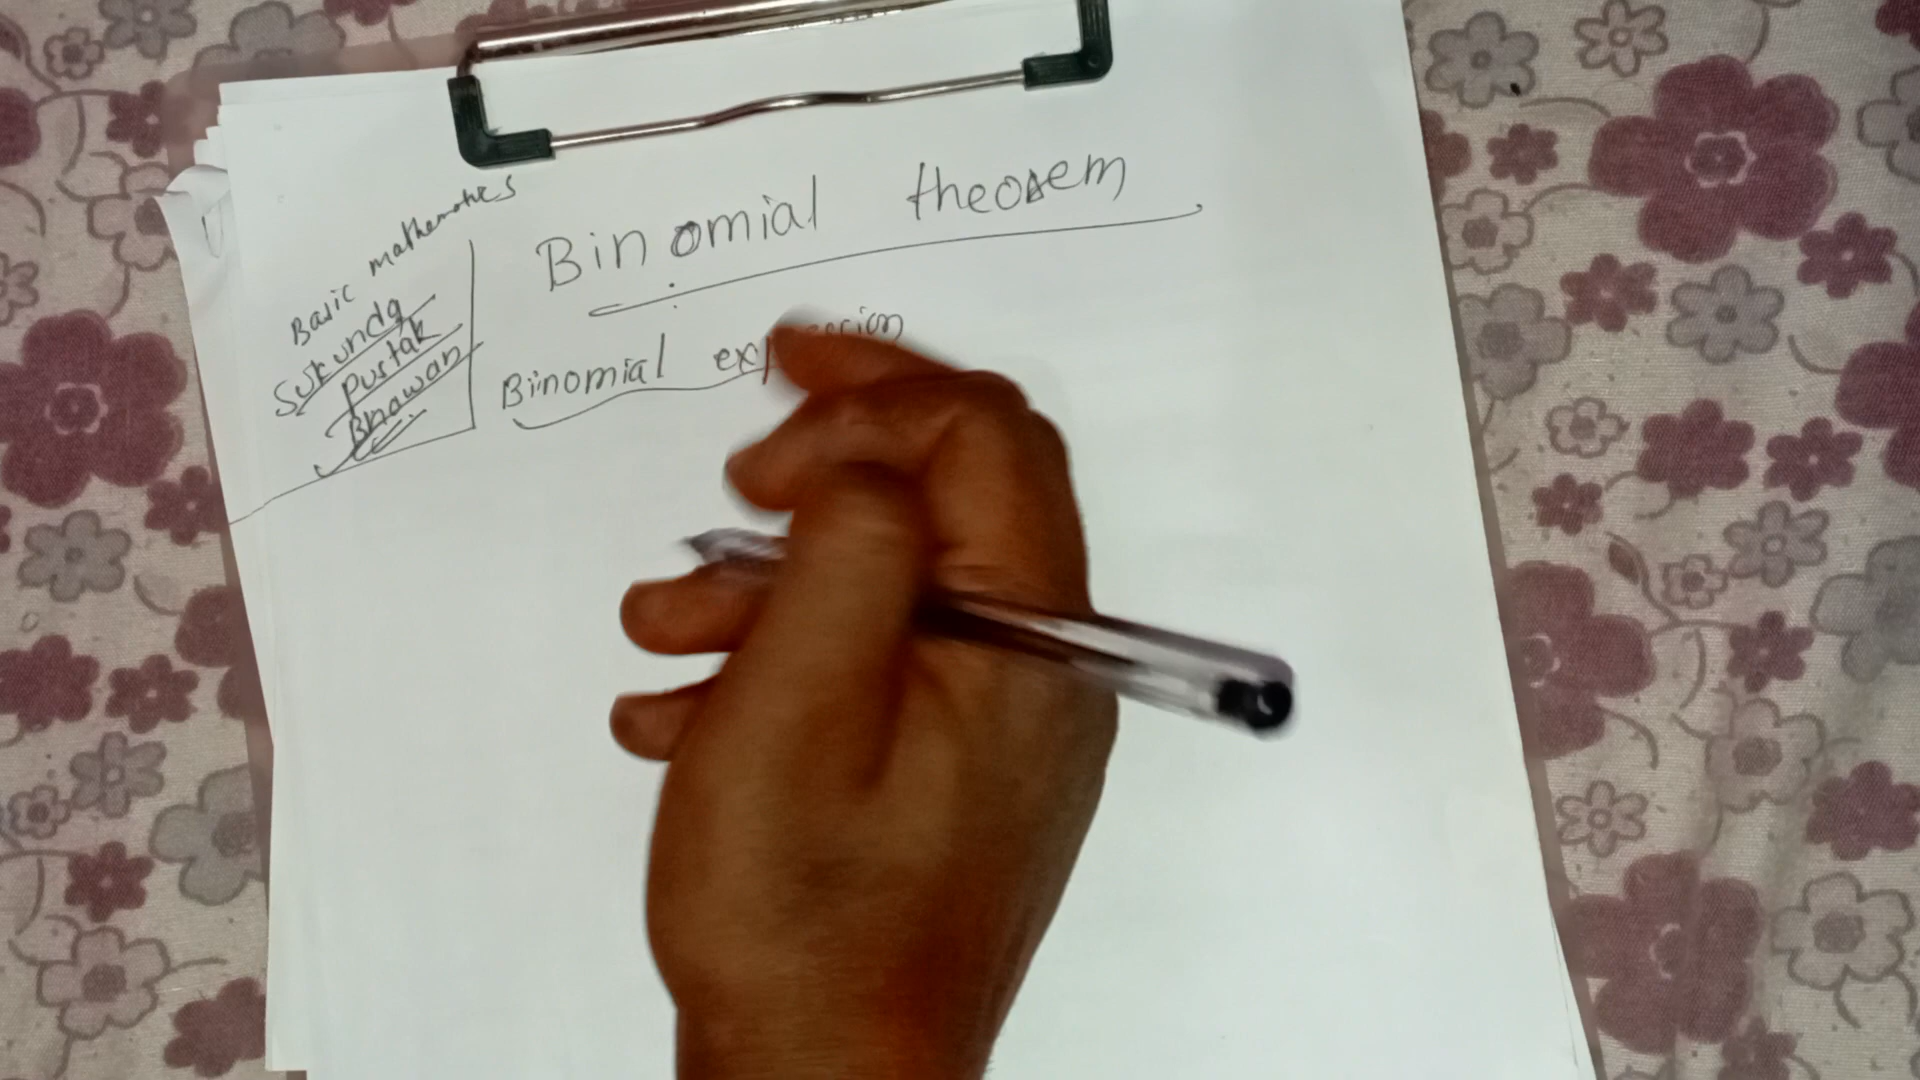 Basic mathematics
Sukunda
Pustak
Bhawan
Binomial theorem
Binomial